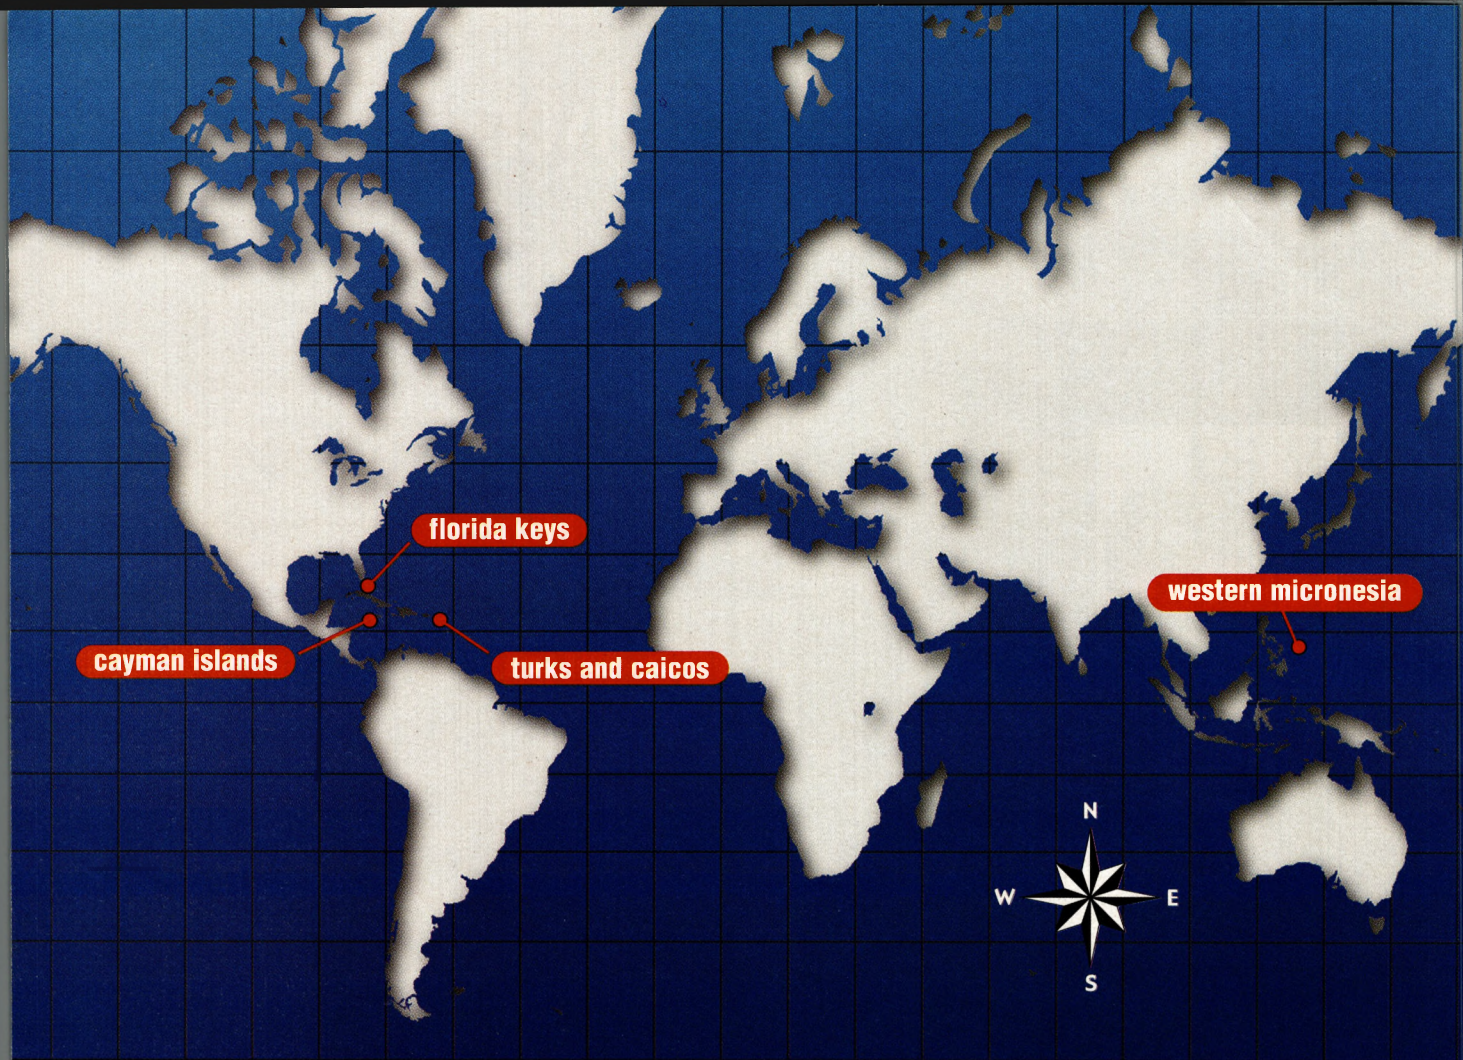 florida keys
western micronesia
cayman islands
turks and caicos
N
W
E
S